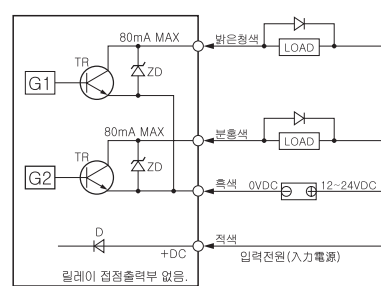 80mA MAX
밝은청색
LOAD
TR
ZD
G1
80mA MAX
분홍색
LOAD
TR
ZD
G2
흑색
0VDC
12~24VDC
D
+DC
적색
입력전원(入力電源)
릴레이 접점출력부 없음.